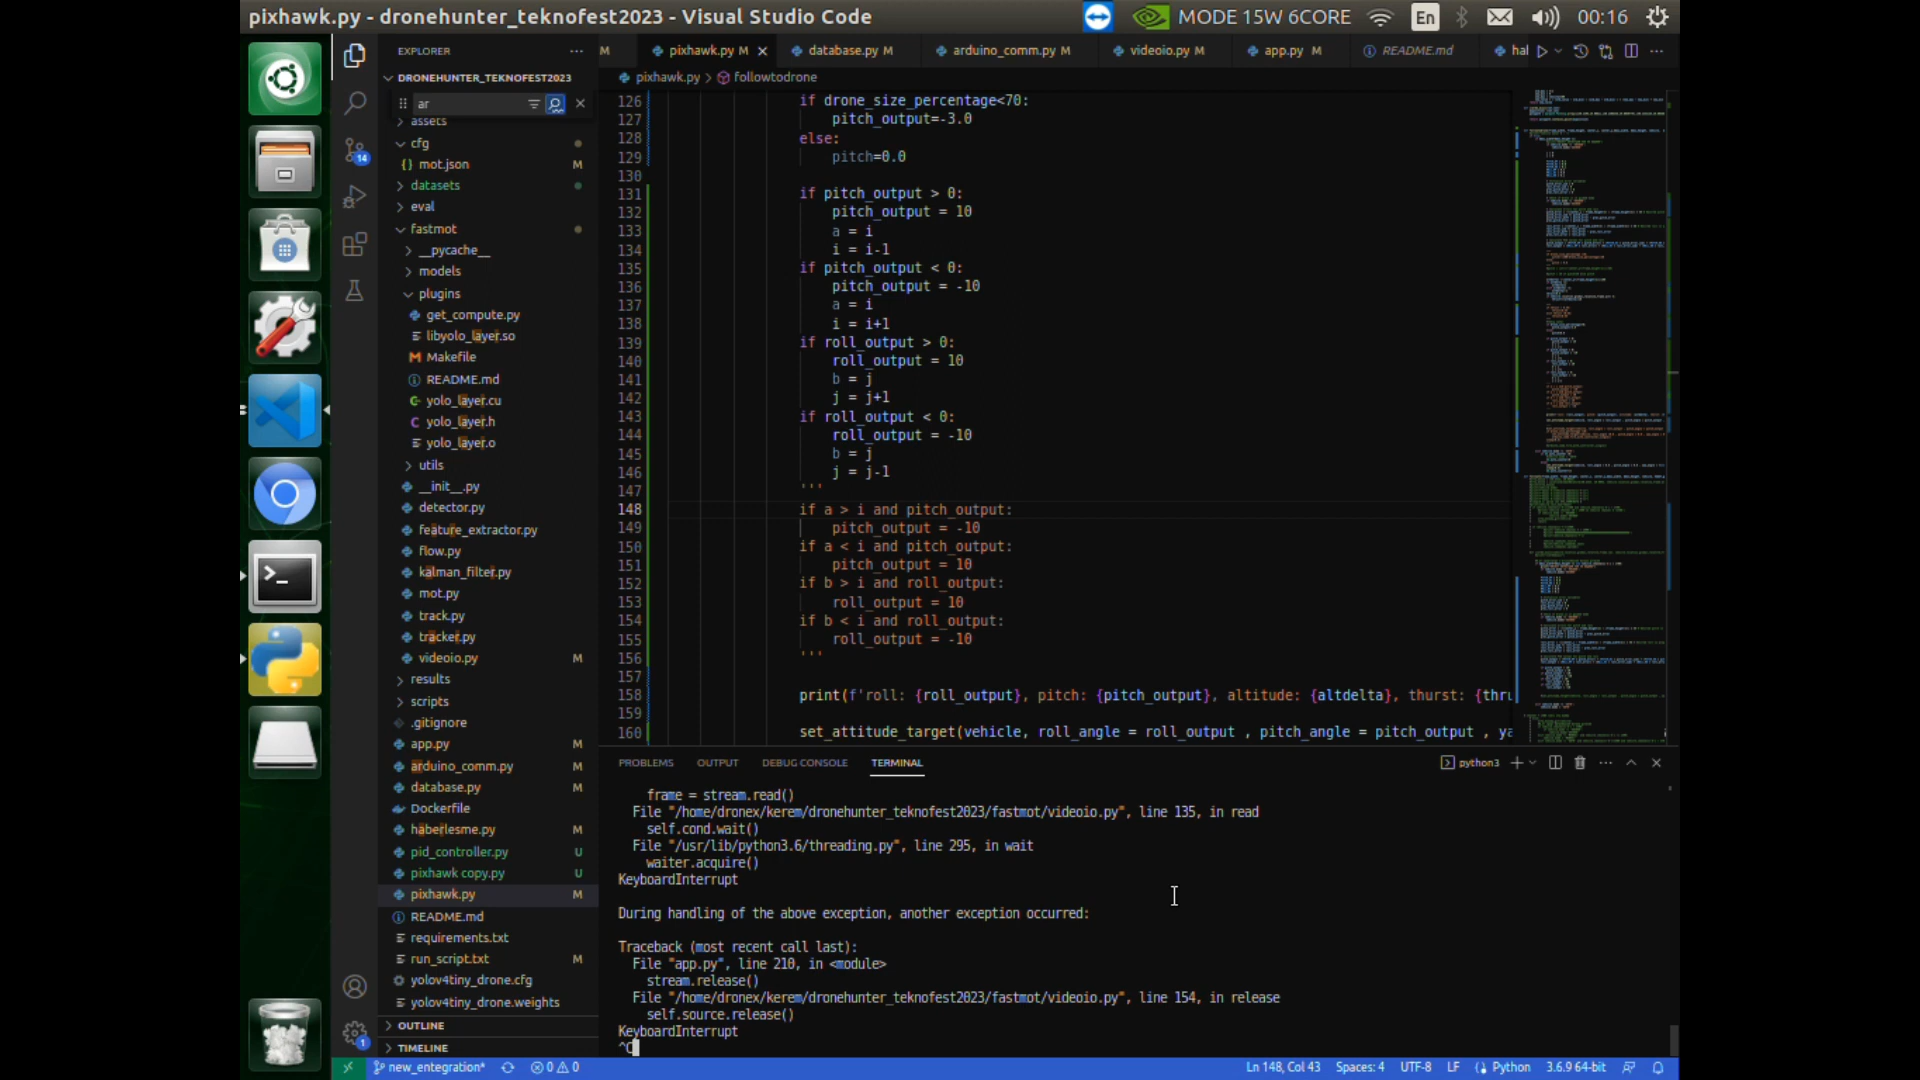 pixhawk.py - dronehunter_teknofest2023 - Visual Studio Code
MODE 15W 6CORE
En
00:16
EXPLORER
M
pixhawk.py M
database.py M
arduino_comm.py M
videoio.py M
app.py M
README.md
hal
DRONEHUNTER_TEKNOFEST2023
pixhawk.py > followtodrone
ar
assets
cfg
mot.json M
datasets
eval
fastmot
__pycache__
models
plugins
get_compute.py
libyolo_layer.so
Makefile
README.md
yolo_layer.cu
yolo_layer.h
yolo_layer.o
utils
__init__.py
detector.py
feature_extractor.py
flow.py
kalman_filter.py
mot.py
track.py
tracker.py
videoio.py M
results
scripts
.gitignore
app.py M
arduino_comm.py M
database.py M
Dockerfile
haberlesme.py M
pid_controller.py U
pixhawk copy.py U
pixhawk.py M
README.md
requirements.txt
run_script.txt M
yolov4tiny_drone.cfg
yolov4tiny_drone.weights
OUTLINE
TIMELINE
14
1
126 if drone_size_percentage<70:
127 pitch_output=-3.0
128 else:
129 pitch=0.0
130
131 if pitch_output > 0:
132 pitch_output = 10
133 a = i
134 i = i-1
135 if pitch_output < 0:
136 pitch_output = -10
137 a = i
138 i = i+1
139 if roll_output > 0:
140 roll_output = 10
141 b = j
142 j = j+1
143 if roll_output < 0:
144 roll_output = -10
145 b = j
146 j = j-1
147 '''
148 if a > i and pitch_output:
149 pitch_output = -10
150 if a < i and pitch_output:
151 pitch_output = 10
152 if b > i and roll_output:
153 roll_output = 10
154 if b < i and roll_output:
155 roll_output = -10
156 '''
157
158 print(f'roll: {roll_output}, pitch: {pitch_output}, altitude: {altdelta}, thurst: {thru
159
160 set_attitude_target(vehicle, roll_angle = roll_output , pitch_angle = pitch_output , ya
PROBLEMS OUTPUT DEBUG CONSOLE TERMINAL
python3
frame = stream.read()
File "/home/dronex/kerem/dronehunter_teknofest2023/fastmot/videoio.py", line 135, in read
self.cond.wait()
File "/usr/lib/python3.6/threading.py", line 295, in wait
waiter.acquire()
KeyboardInterrupt
During handling of the above exception, another exception occurred:
Traceback (most recent call last):
File "app.py", line 210, in <module>
stream.release()
File "/home/dronex/kerem/dronehunter_teknofest2023/fastmot/videoio.py", line 154, in release
self.source.release()
KeyboardInterrupt
^C
new_entegration*
0 0
Ln 148, Col 43
Spaces: 4
UTF-8
LF
Python
3.6.9 64-bit